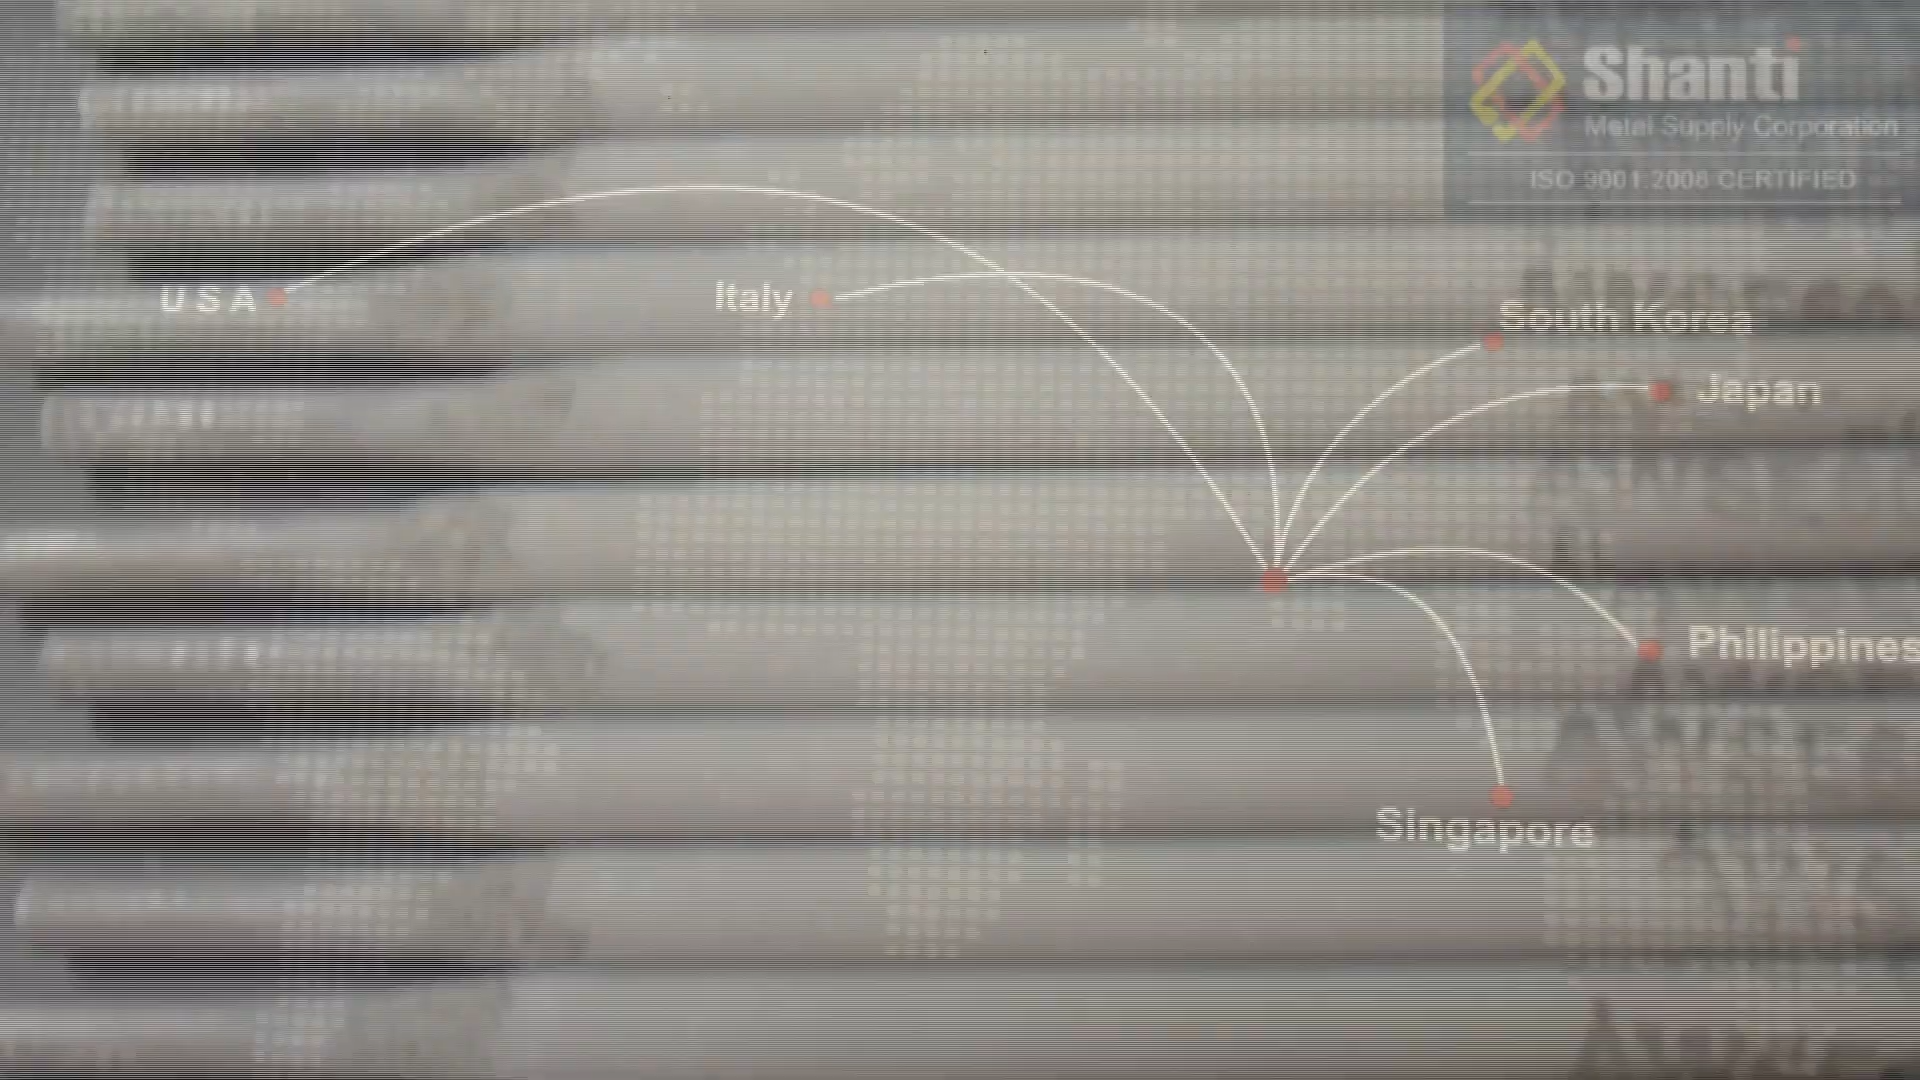 Shanti
Metal Supply Corporation
ISO 9001:2008 CERTIFIED
USA
Italy
South Korea
Japan
Philippines
Singapore